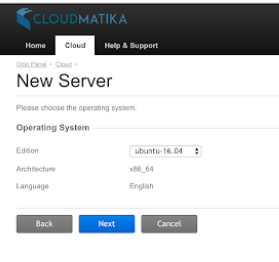 CLOUDMATIKA
Home Cloud Help & Support
Odin Panel > Cloud >
New Server
Please choose the operating system.
Operating System
Edition ubuntu-16.04
Architecture x86_64
Language English
Back Next Cancel